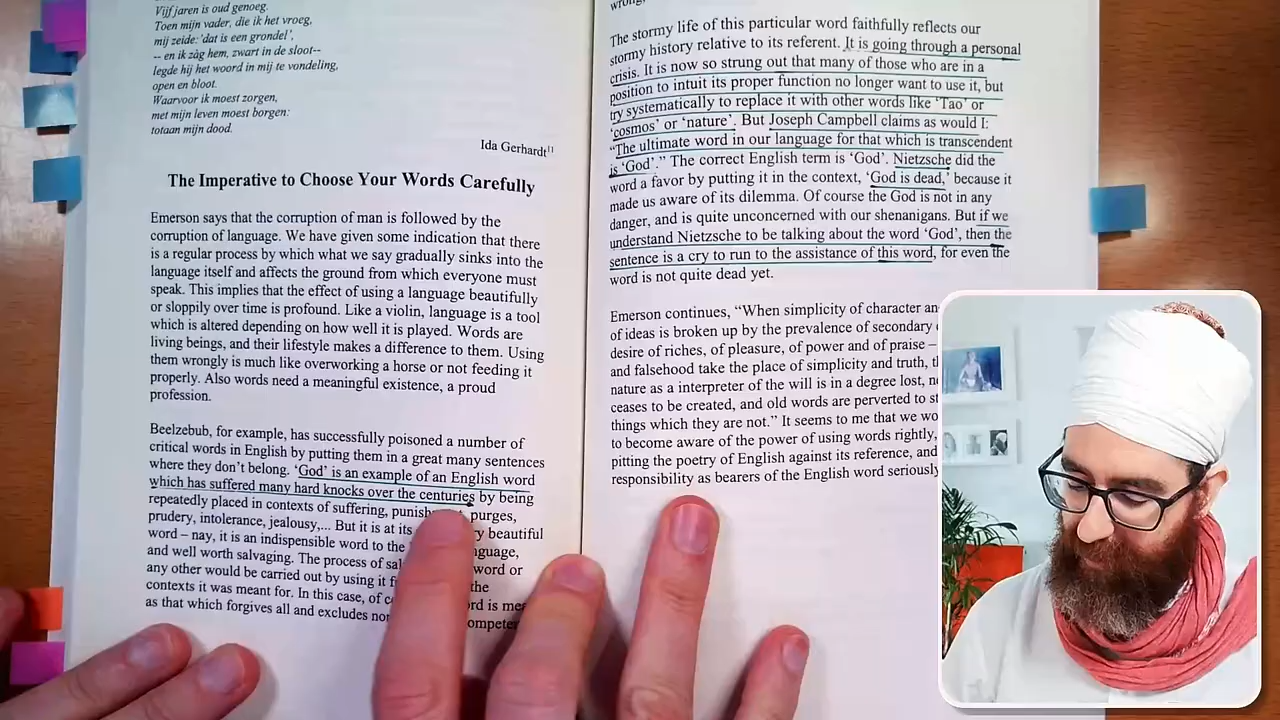 Vijf jaren is oud genoeg.
Toen mijn vader, die ik het vroeg,
mij zeide: 'dat is een grondel',
-- en ik zàg hem, zwart in de sloot--
legde hij het woord in mij te vondeling,
open en bloot.
Waarvoor ik moest zorgen,
met mijn leven moest borgen:
totaan mijn dood.
Ida Gerhardt¹¹
The Imperative to Choose Your Words Carefully
Emerson says that the corruption of man is followed by the
corruption of language. We have given some indication that there
is a regular process by which what we say gradually sinks into the
language itself and affects the ground from which everyone must
speak. This implies that the effect of using a language beautifully
or sloppily over time is profound. Like a violin, language is a tool
which is altered depending on how well it is played. Words are
living beings, and their lifestyle makes a difference to them. Using
them wrongly is much like overworking a horse or not feeding it
properly. Also words need a meaningful existence, a proud
profession.
Beelzebub, for example, has successfully poisoned a number of
critical words in English by putting them in a great many sentences
where they don't belong. 'God' is an example of an English word
which has suffered many hard knocks over the centuries by being
repeatedly placed in contexts of suffering, purges,
prudery, intolerance, jealousy,... But it is at its beautiful
word – nay, it is an indispensible word to the
and well worth salvaging. The process of word or
any other would be carried out by using it the
contexts it was meant for. In this case, of
as that which forgives all and excludes
wrong,
The stormy life of this particular word faithfully reflects our
stormy history relative to its referent. It is going through a personal
crisis. It is now so strung out that many of those who are in a
position to intuit its proper function no longer want to use it, but
try systematically to replace it with other words like 'Tao' or
'cosmos' or 'nature'. But Joseph Campbell claims as would I:
"The ultimate word in our language for that which is transcendent
is 'God'." The correct English term is 'God'. Nietzsche did the
word a favor by putting it in the context, 'God is dead,' because it
made us aware of its dilemma. Of course the God is not in any
danger, and is quite unconcerned with our shenanigans. But if we
understand Nietzsche to be talking about the word 'God', then the
sentence is a cry to run to the assistance of this word, for even the
word is not quite dead yet.
Emerson continues, "When simplicity of character
of ideas is broken up by the prevalence of secondary
desire of riches, of pleasure, of power and of praise –
and falsehood take the place of simplicity and truth,
nature as a interpreter of the will is in a degree lost,
ceases to be created, and old words are perverted to
things which they are not." It seems to me that we
to become aware of the power of using words rightly,
pitting the poetry of English against its reference, and
responsibility as bearers of the English word seriously